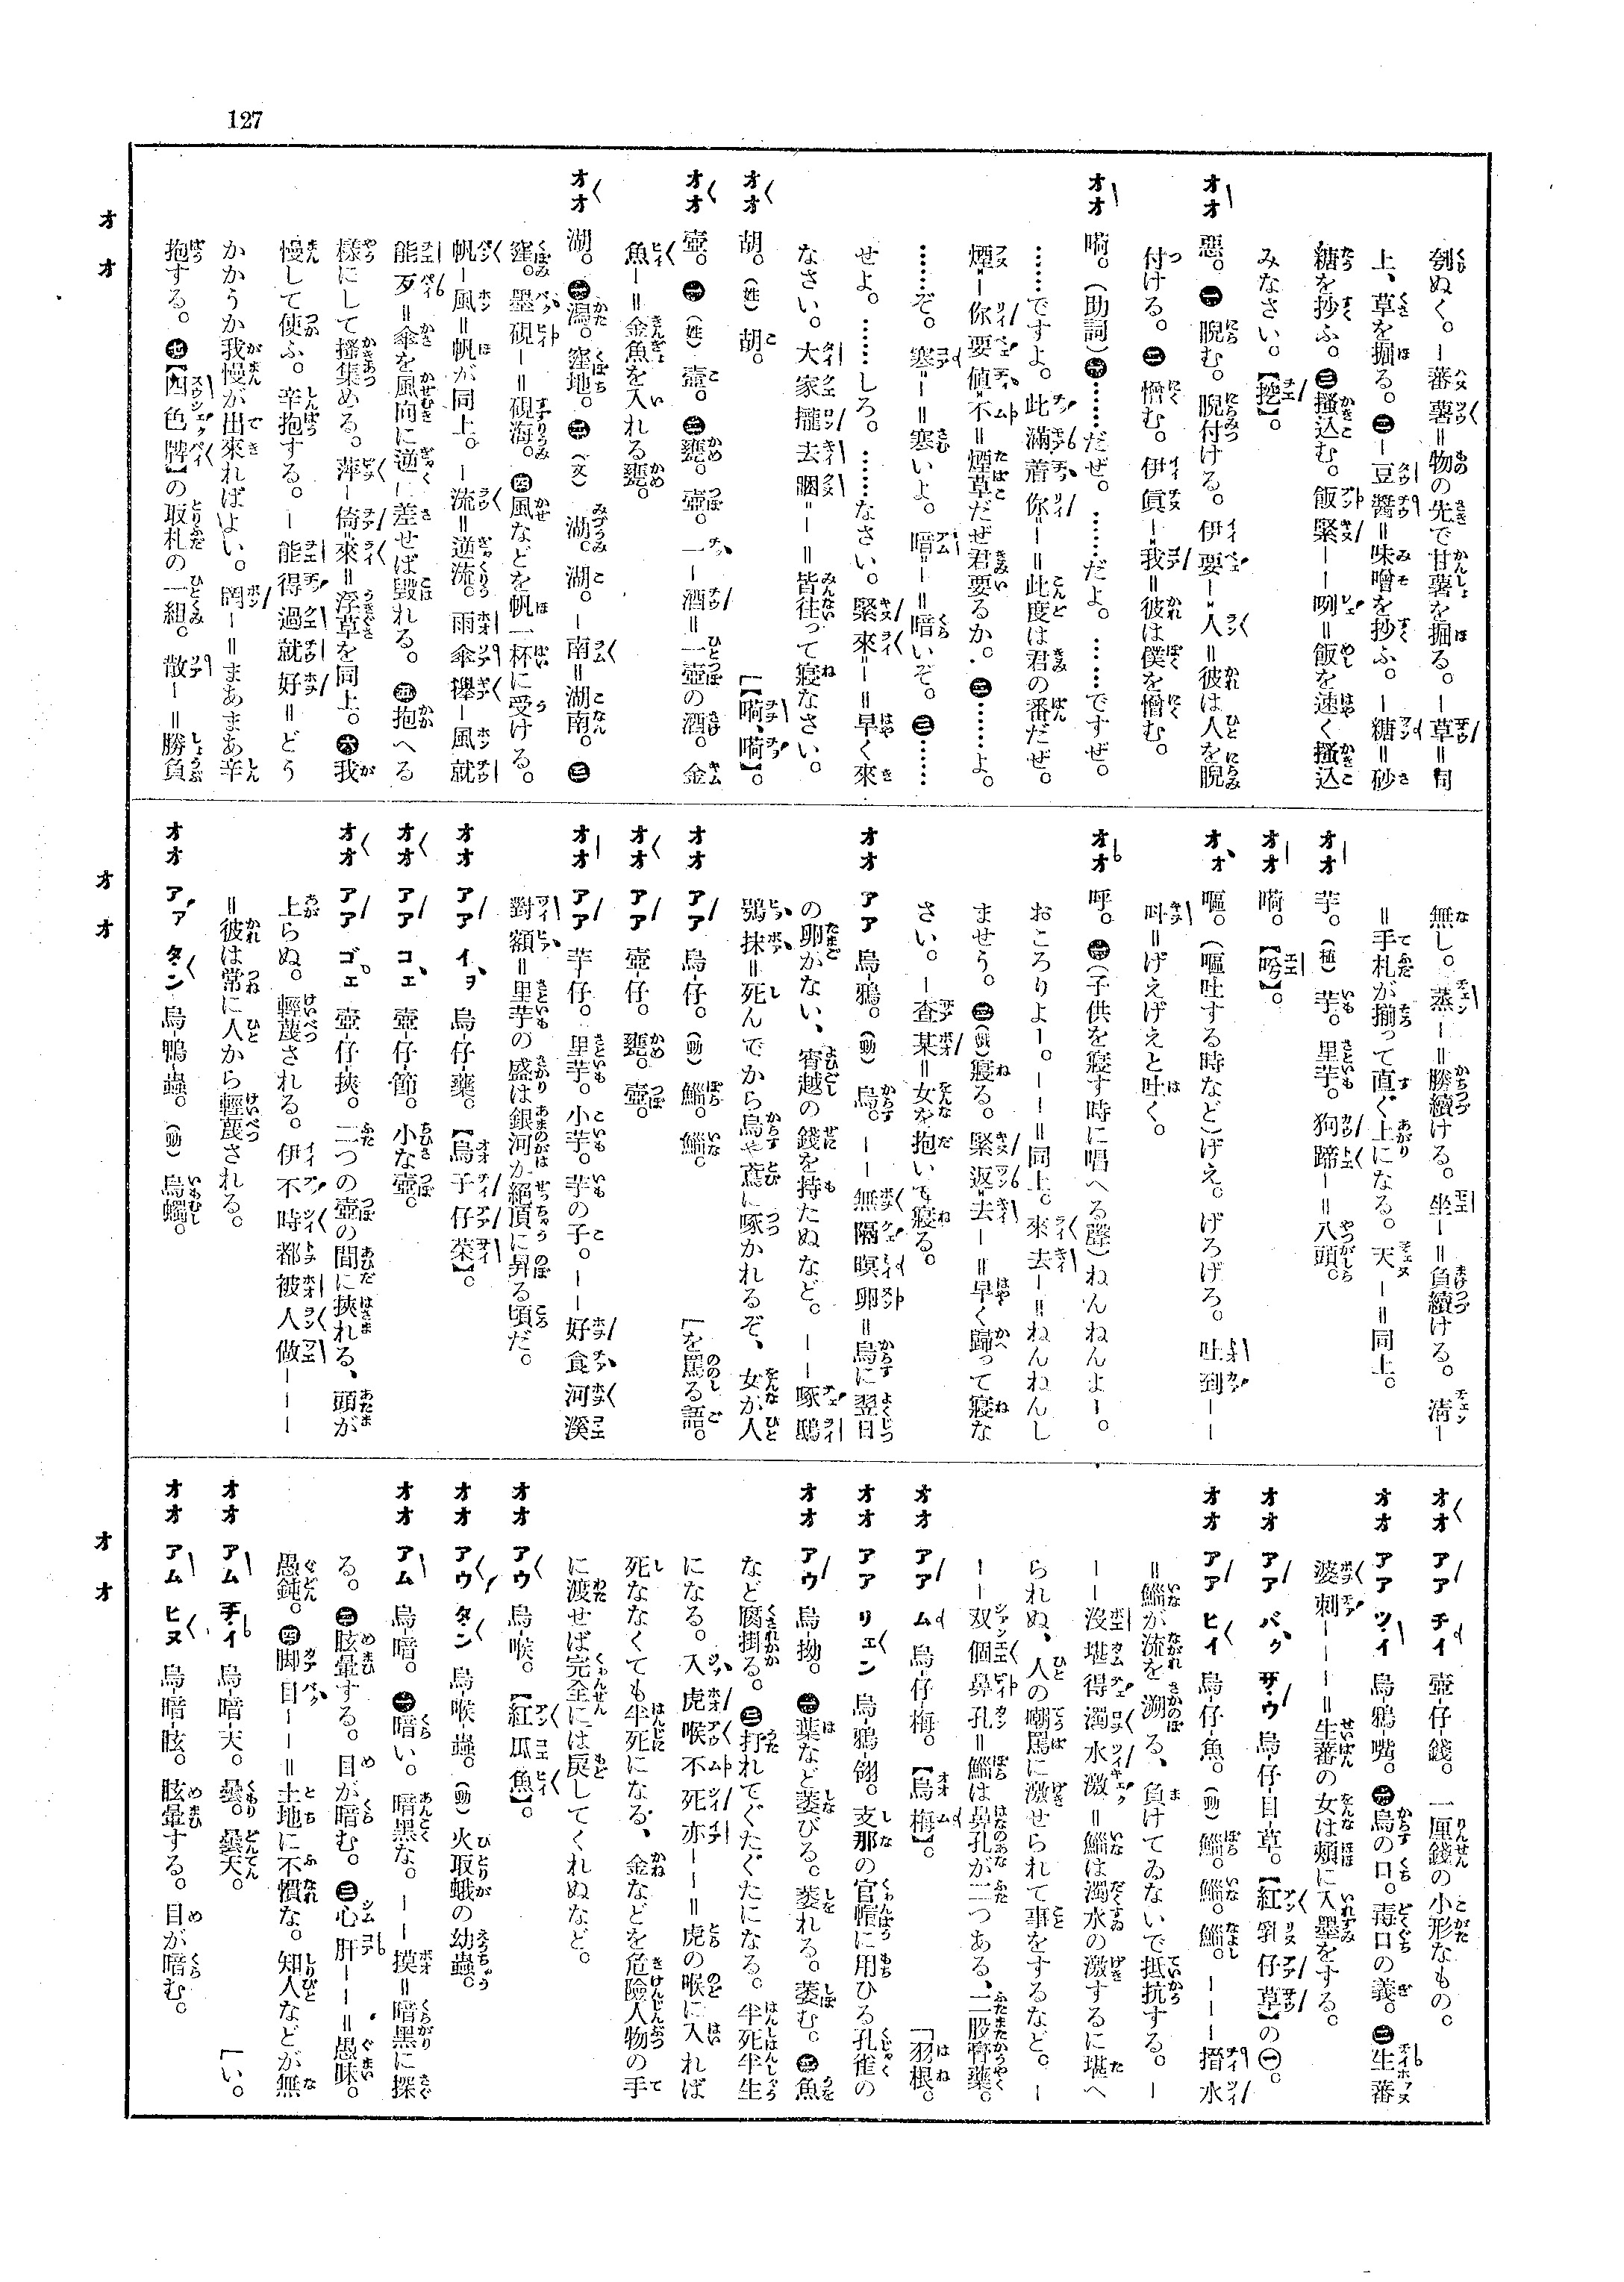 127
刳ぬく。ー蕃薯＝物の先で甘薯を掘る。ー草＝同
上、草を掘る。㊁ー豆醬＝味噌を抄ふ。ー糖＝砂
糖を抄ふ。㊂搔込む。飯緊ーー咧＝飯を速く搔込
みなさい。【挖】。
オオ 惡。㊀睨む。睨付ける。伊要ー人＝彼は人を睨
付ける。㊁憎む。伊眞ー我＝彼は僕を憎む。
オオ 嗬。（助詞）㊀……だぜ。……だよ。……ですぜ。
……ですよ。此滿着你ー＝此度は君の番だぜ。
煙ー你要值不＝煙草だぜ君要るか。㊁……よ。
……ぞ。寒ー＝寒いよ。暗ー＝暗いぞ。㊂……
せよ。……しろ。……なさい。緊來ー＝早く來
なさい。大家攏去睏ー＝皆往って寢なさい。
オオ 胡。（姓）胡。 【嗬、嗬】。
オオ 壺。㊀（姓）壺。㊁甕。壺。一ー酒＝一壺の酒。金
魚ー＝金魚を入れる甕。
オオ 湖。㊀潟。窪地。㊁（文）湖。湖。ー南＝湖南。㊂
窪。墨硯ー＝硯海。㊃風などを帆一杯に受ける。
帆ー風＝帆が同上。ー流＝逆流。雨傘攑ー風就
能歹＝傘を風向に逆に差せば毀れる。㊄抱へる
樣にして搔集める。萍ー倚來＝浮草を同上。㊅我
慢して使ふ。辛抱する。ー能得過就好＝どう
かかうか我慢が出來ればよい。罔ー＝まあまあ辛
抱する。㊆【四色牌】の取札の一組。散ー＝勝負
無し。蒸ー＝勝續ける。坐ー＝負續ける。淸ー
＝手札が揃って直ぐ上になる。天ー＝同上。
オオ 芋。（植）芋。里芋。狗蹄ー＝八頭。
オオ 嗬。【嗚】。
オォ 嘔。（嘔吐する時など）げえ。げろげろ。吐到ーー
叫＝げえげえと吐く。
オオ 呼。㊀（子供を寢す時に唱へる聲）ねんねんよー。
おころりよー。ーー＝同上。來去ー＝ねんねんし
ませう。㊁（戲）寢る。緊返去ー＝早く歸って寢な
さい。ー查某＝女を抱いて寢る。
オオ アア 烏鴉。（動）烏。ーー無隔暝卵＝烏に翌日
の卵がない、宵越の錢を持たぬなど。ーー啄鴟
鴞抹＝死んでから烏や鳶に啄かれるぞ、女が人
オオ アア 烏仔。（動）鯔。鯔。 【を罵る語。
オオ アア 壺仔。甕。壺。
オオ アア 芋仔。里芋。小芋。芋の子。ーー好食河溪
對額＝里芋の盛は銀河が絕頂に昇る頃だ。
オオ アア イヲ 烏仔藥。【烏子仔菜】。
オオ アア コェ 壺仔節。小な壺。
オオ アア ゴェ 壺仔挾。二つの壺の間に挾れる、頭が
上らぬ。輕蔑される。伊不時都被人做ーーー
＝彼は常に人から輕蔑される。
オオ アァ タン 烏鴨蟲。（動）烏蠋。
オオ アア チイ 壺仔錢。一厘錢の小形なもの。
オオ アア ツイ 烏鴉嘴。㊀烏の口。毒口の義。㊁生蕃
婆刺ーーー＝生蕃の女は頰に入墨をする。
オオ アア バク ザウ 烏仔目草。【紅乳仔草】の㊀。
オオ アア ヒイ 烏仔魚。（動）鯔。鯔。鯔。ーーー搢水
＝鯔が流を溯る、負けてゐないで抵抗する。ー
ーー沒堪得濁水激＝鯔は濁水の激するに堪へ
られぬ、人の嘲罵に激せられて事をするなど。ー
ーー双個鼻孔＝鯔は鼻孔が二つある、二股膏藥。
オオ アア ム 烏仔梅。【烏梅】。 【羽根。
オオ アア リェン 烏鴉翎。支那の官帽に用ひる孔雀の
オオ アウ 烏拗。㊀葉など萎びる。萎れる。萎む。㊁魚
など腐掛る。㊂打れてぐたぐたになる。半死半生
になる。入虎喉不死亦ーー＝虎の喉に入れば
死なくても半死になる、金などを危險人物の手
に渡せば完全には戾してくれぬなど。
オオ アウ 烏喉。【紅瓜魚】。
オオ アウ タン 烏喉蟲。（動）火取蛾の幼蟲。
オオ アム 烏暗。㊀暗い。暗黑な。ーー摸＝暗黑に探
る。㊁眩暈する。目が暗む。㊂心肝ーー＝愚昧。
愚鈍。㊃脚目ーー＝土地に不慣な。知人などが無
オオ アム チイ 烏暗天。曇。曇天。 【い。
オオ アム ヒヌ 烏暗眩。眩暈する。目が暗む。
オ オ
オ オ
オ オ